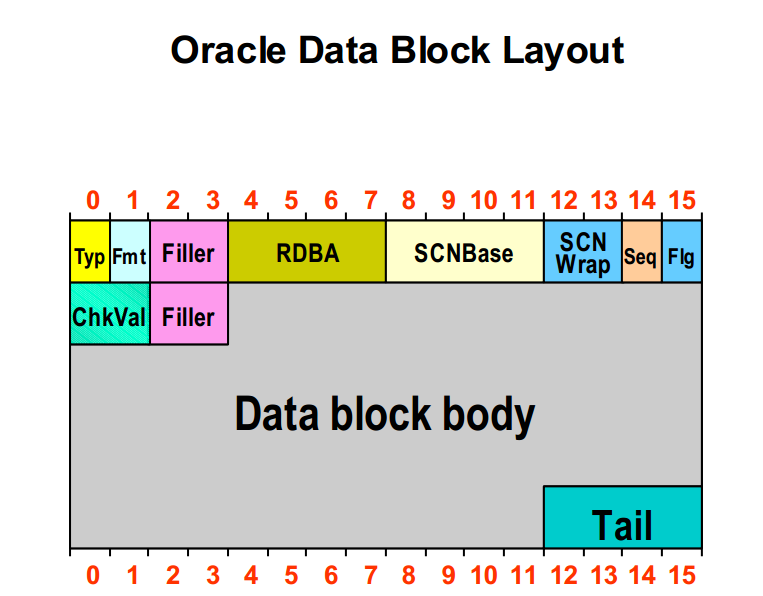 Oracle Data Block Layout
0 1 2 3 4 5 6 7 8 9 10 11 12 13 14 15
Typ Fmt Filler RDBA SCNBase SCN Wrap Seq Flg
ChkVal Filler
Data block body
Tail
0 1 2 3 4 5 6 7 8 9 10 11 12 13 14 15